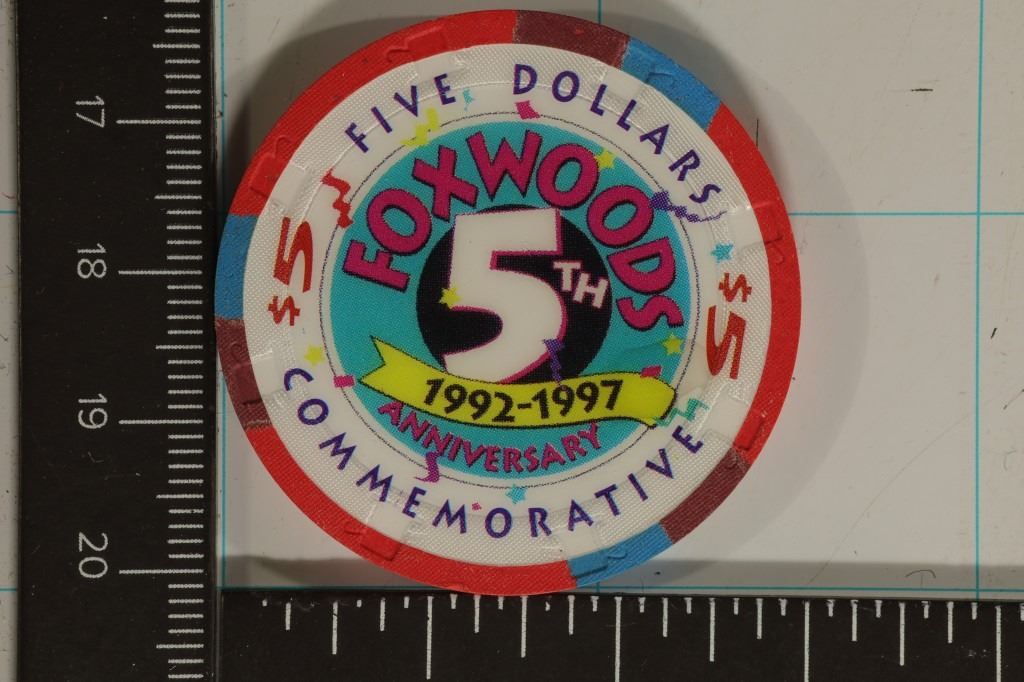 FIVE DOLLARS
FOXWOODS
5TH
$5
$5
1992-1997
ANNIVERSARY
COMMEMORATIVE
17
18
19
20